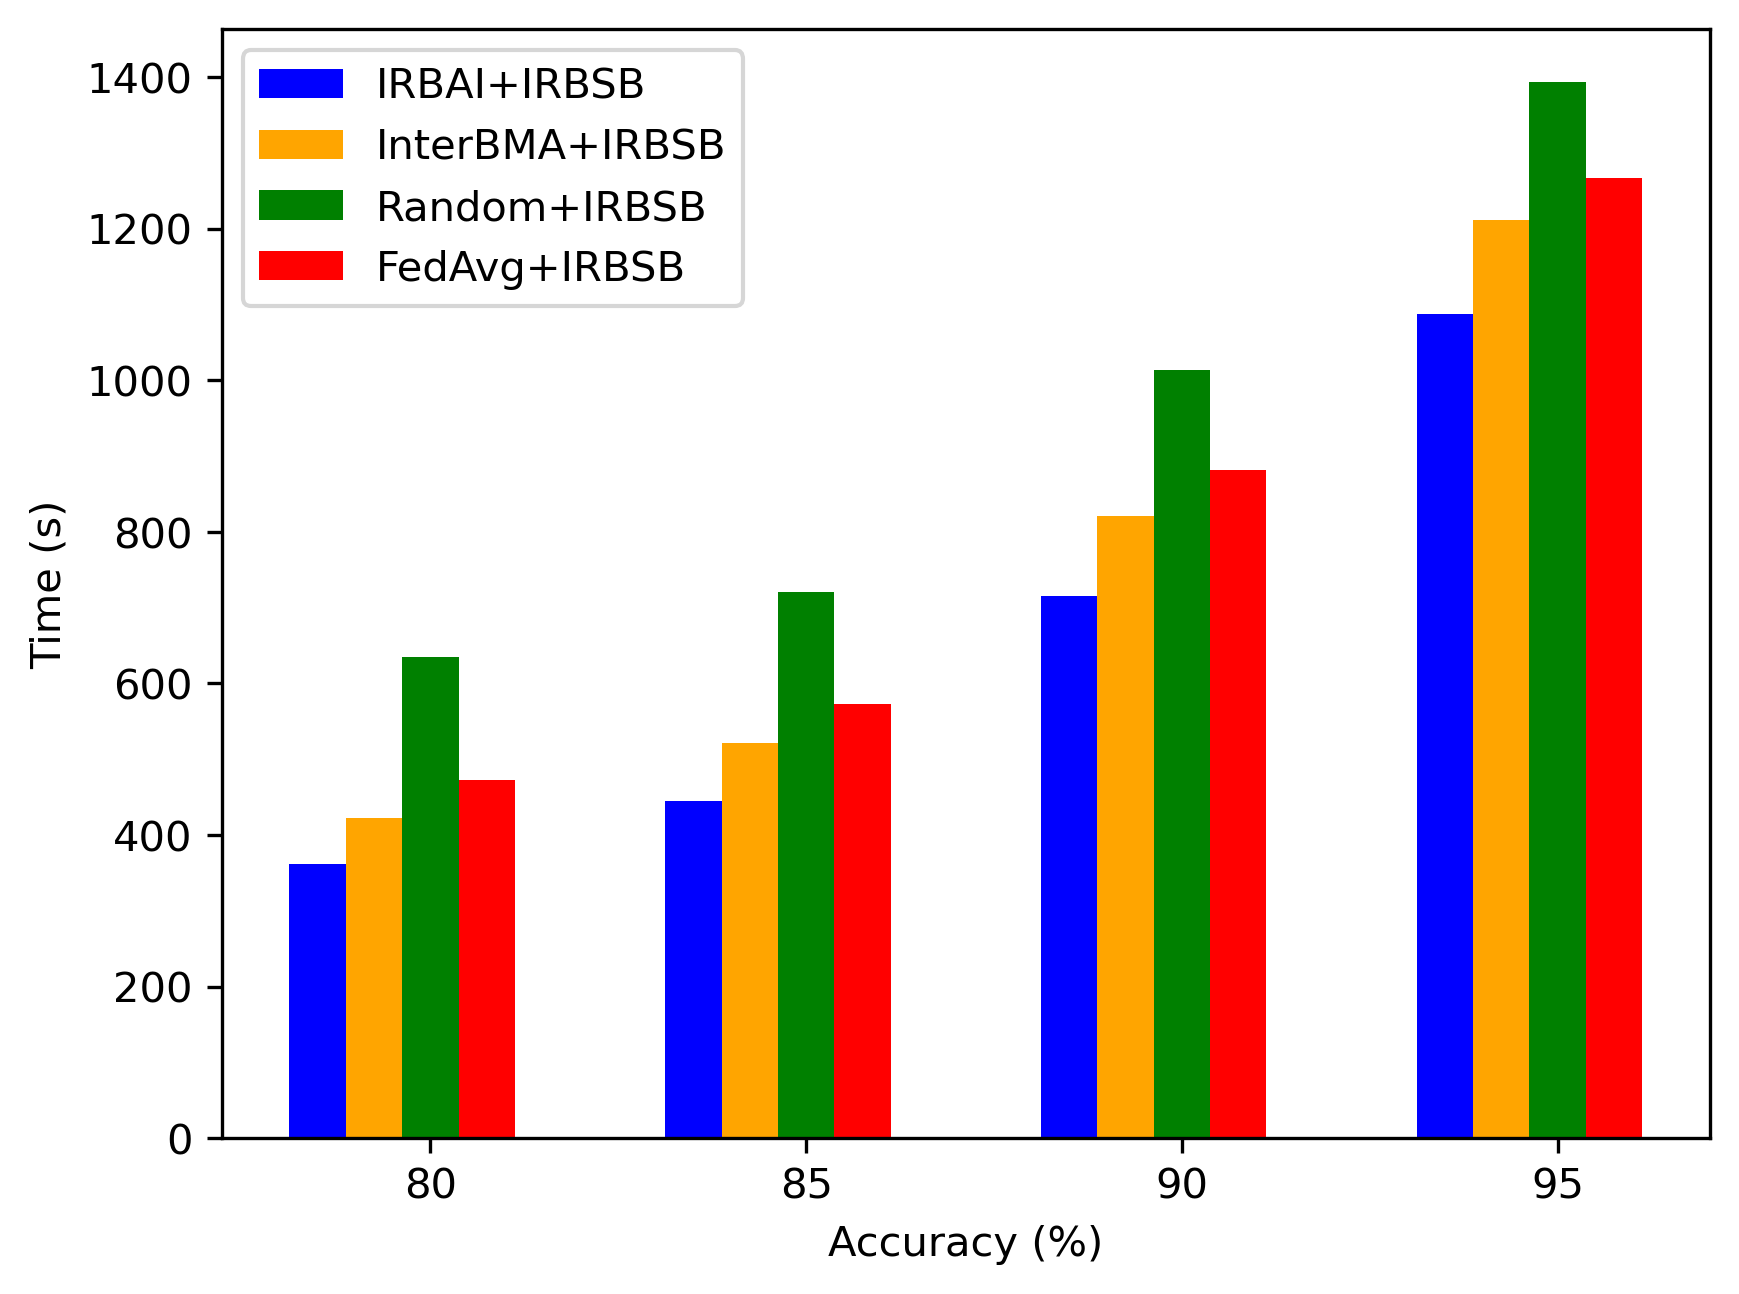 IRBAI+IRBSB
InterBMA+IRBSB
Random+IRBSB
FedAvg+IRBSB
1400
1200
1000
800
600
400
200
0
Time (s)
80 85 90 95
Accuracy (%)